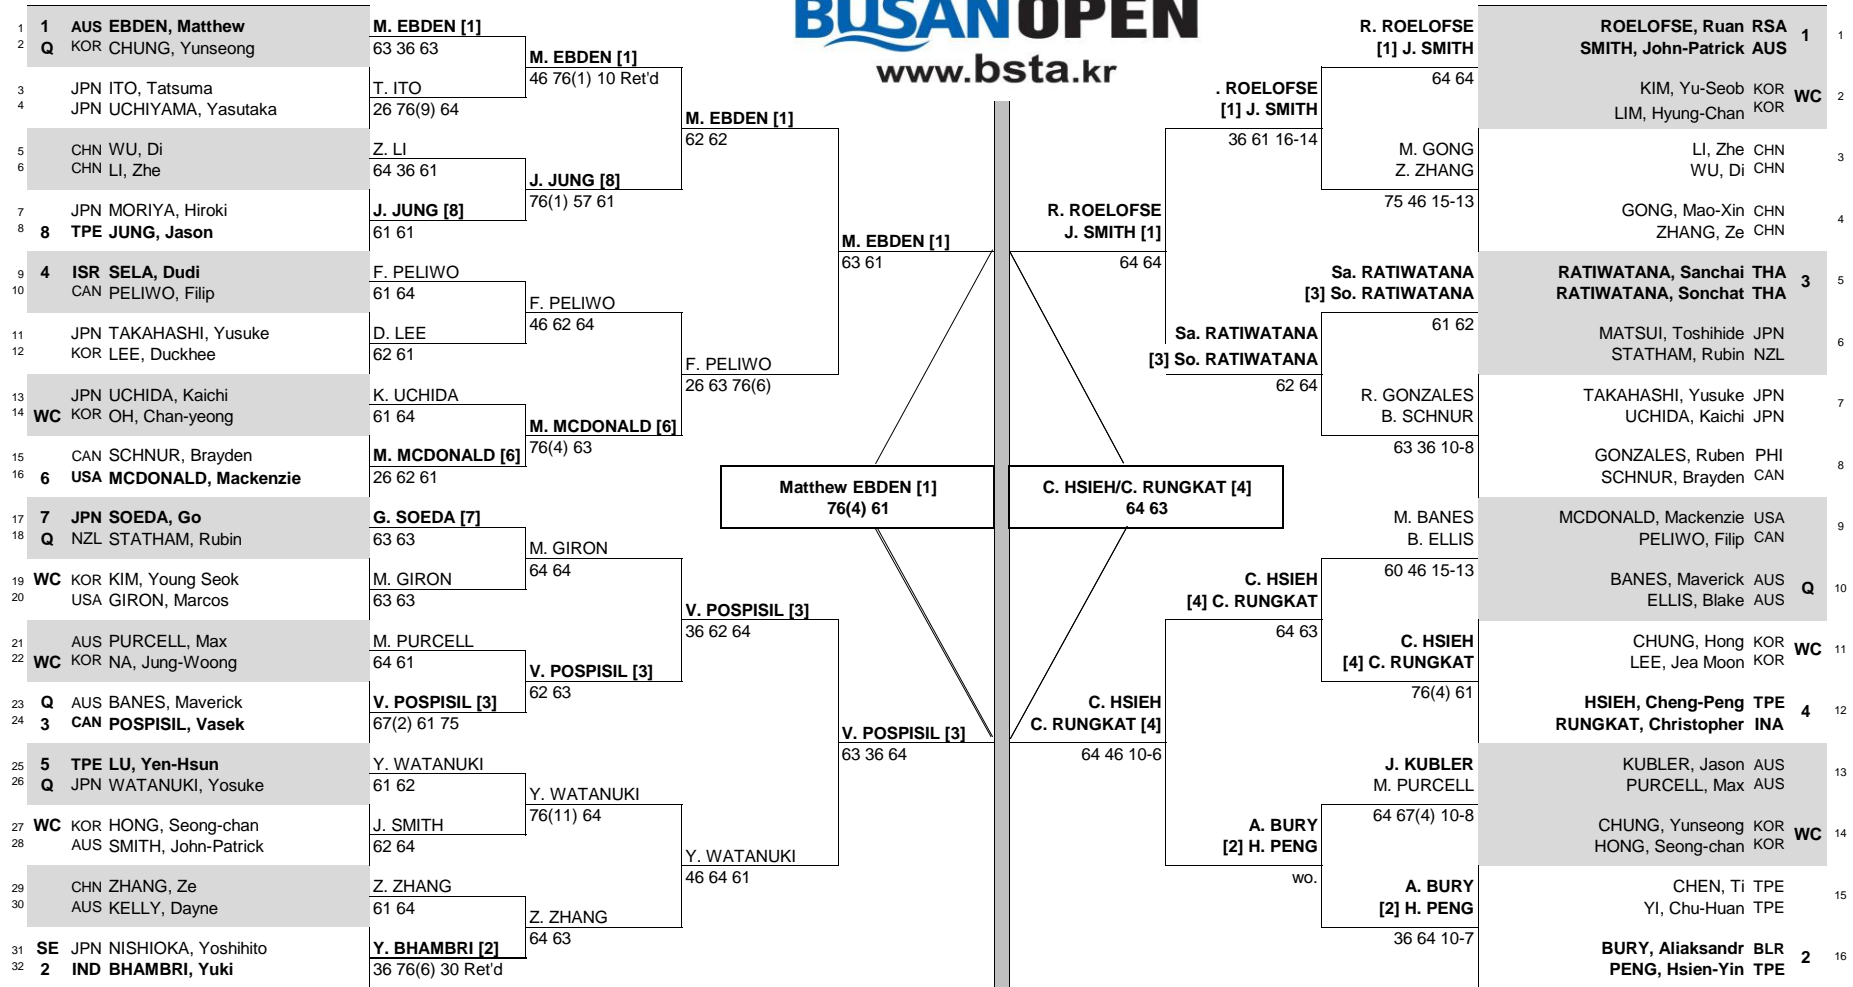 BUSAN OPEN
www.bsta.kr
1 1 AUS EBDEN, Matthew
2 Q KOR CHUNG, Yunseong
3 JPN ITO, Tatsuma
4 JPN UCHIYAMA, Yasutaka
5 CHN WU, Di
6 CHN LI, Zhe
7 JPN MORIYA, Hiroki
8 8 TPE JUNG, Jason
9 4 ISR SELA, Dudi
10 CAN PELIWO, Filip
11 JPN TAKAHASHI, Yusuke
12 KOR LEE, Duckhee
13 JPN UCHIDA, Kaichi
14 WC KOR OH, Chan-yeong
15 CAN SCHNUR, Brayden
16 6 USA MCDONALD, Mackenzie
17 7 JPN SOEDA, Go
18 Q NZL STATHAM, Rubin
19 WC KOR KIM, Young Seok
20 USA GIRON, Marcos
21 AUS PURCELL, Max
22 WC KOR NA, Jung-Woong
23 Q AUS BANES, Maverick
24 3 CAN POSPISIL, Vasek
25 5 TPE LU, Yen-Hsun
26 Q JPN WATANUKI, Yosuke
27 WC KOR HONG, Seong-chan
28 AUS SMITH, John-Patrick
29 CHN ZHANG, Ze
30 AUS KELLY, Dayne
31 SE JPN NISHIOKA, Yoshihito
32 2 IND BHAMBRI, Yuki
M. EBDEN [1]
63 36 63
T. ITO
26 76(9) 64
Z. LI
64 36 61
J. JUNG [8]
61 61
F. PELIWO
61 64
D. LEE
62 61
K. UCHIDA
61 64
M. MCDONALD [6]
26 62 61
G. SOEDA [7]
63 63
M. GIRON
63 63
M. PURCELL
64 61
V. POSPISIL [3]
67(2) 61 75
Y. WATANUKI
61 62
J. SMITH
62 64
Z. ZHANG
61 64
Y. BHAMBRI [2]
36 76(6) 30 Ret'd
M. EBDEN [1]
46 76(1) 10 Ret'd
J. JUNG [8]
76(1) 57 61
F. PELIWO
46 62 64
M. MCDONALD [6]
76(4) 63
M. GIRON
64 64
V. POSPISIL [3]
62 63
Y. WATANUKI
76(11) 64
Z. ZHANG
64 63
M. EBDEN [1]
62 62
F. PELIWO
26 63 76(6)
V. POSPISIL [3]
36 62 64
Y. WATANUKI
46 64 61
M. EBDEN [1]
63 61
V. POSPISIL [3]
63 36 64
Matthew EBDEN [1]
76(4) 61
C. HSIEH/C. RUNGKAT [4]
64 63
R. ROELOFSE
J. SMITH [1]
64 64
C. HSIEH
C. RUNGKAT [4]
64 46 10-6
. ROELOFSE
[1] J. SMITH
36 61 16-14
Sa. RATIWATANA
[3] So. RATIWATANA
62 64
C. HSIEH
[4] C. RUNGKAT
64 63
A. BURY
[2] H. PENG
wo.
R. ROELOFSE
[1] J. SMITH
64 64
M. GONG
Z. ZHANG
75 46 15-13
Sa. RATIWATANA
[3] So. RATIWATANA
61 62
R. GONZALES
B. SCHNUR
63 36 10-8
M. BANES
B. ELLIS
60 46 15-13
C. HSIEH
[4] C. RUNGKAT
76(4) 61
J. KUBLER
M. PURCELL
64 67(4) 10-8
A. BURY
[2] H. PENG
36 64 10-7
ROELOFSE, Ruan RSA 1 1
SMITH, John-Patrick AUS
KIM, Yu-Seob KOR WC 2
LIM, Hyung-Chan KOR
LI, Zhe CHN 3
WU, Di CHN
GONG, Mao-Xin CHN 4
ZHANG, Ze CHN
RATIWATANA, Sanchai THA 3 5
RATIWATANA, Sonchat THA
MATSUI, Toshihide JPN 6
STATHAM, Rubin NZL
TAKAHASHI, Yusuke JPN 7
UCHIDA, Kaichi JPN
GONZALES, Ruben PHI 8
SCHNUR, Brayden CAN
MCDONALD, Mackenzie USA 9
PELIWO, Filip CAN
BANES, Maverick AUS Q 10
ELLIS, Blake AUS
CHUNG, Hong KOR WC 11
LEE, Jea Moon KOR
HSIEH, Cheng-Peng TPE 4 12
RUNGKAT, Christopher INA
KUBLER, Jason AUS 13
PURCELL, Max AUS
CHUNG, Yunseong KOR WC 14
HONG, Seong-chan KOR
CHEN, Ti TPE 15
YI, Chu-Huan TPE
BURY, Aliaksandr BLR 2 16
PENG, Hsien-Yin TPE